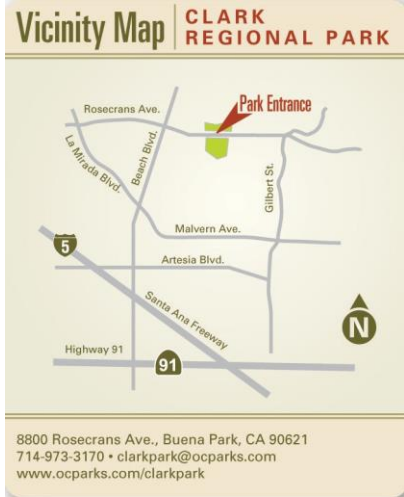 Vicinity Map
CLARK
REGIONAL PARK
Park Entrance
Rosecrans Ave.
La Mirada Blvd.
Beach Blvd.
Gilbert St.
Malvern Ave.
Artesia Blvd.
5
Santa Ana Freeway
N
Highway 91
91
8800 Rosecrans Ave., Buena Park, CA 90621
714-973-3170 • clarkpark@ocparks.com
www.ocparks.com/clarkpark